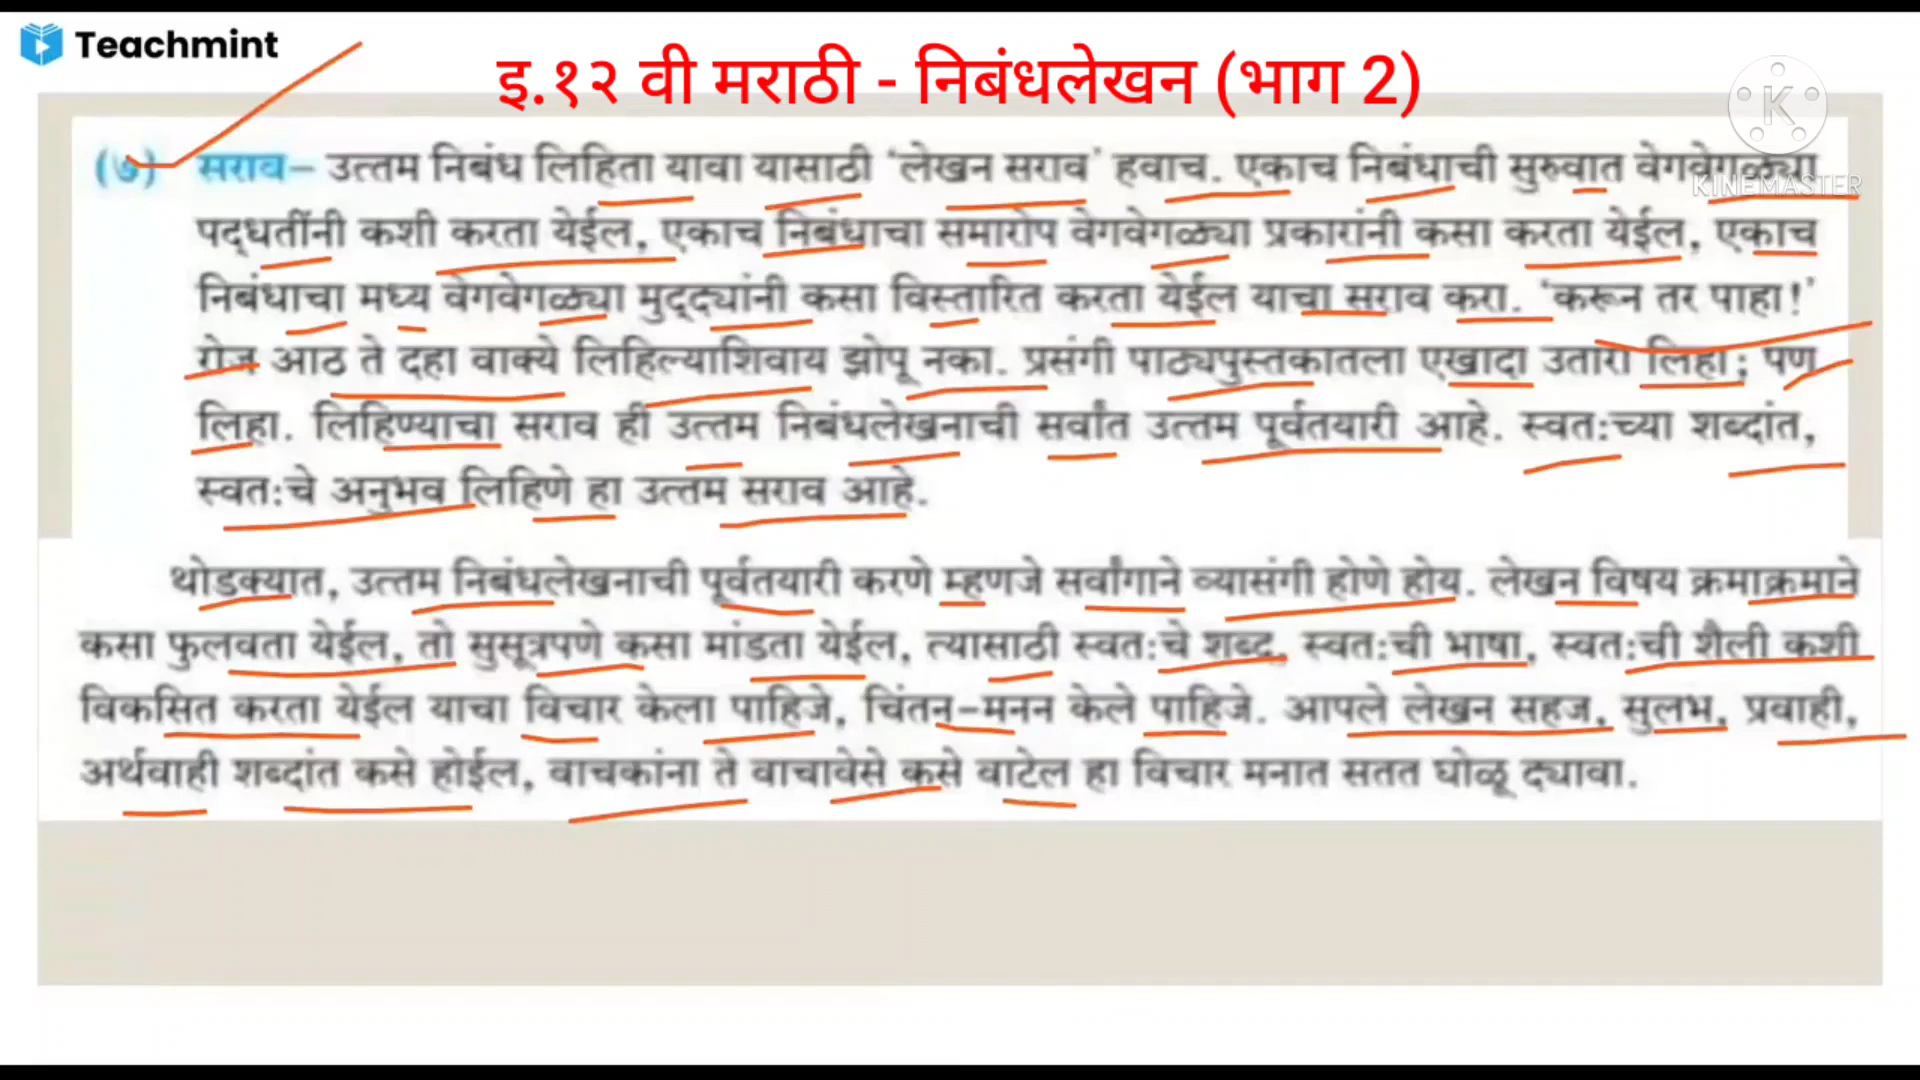 Teachmint
इ.१२ वी मराठी - निबंधलेखन (भाग 2)
KINEMASTER
(७) सराव– उत्तम निबंध लिहिता यावा यासाठी ‘लेखन सराव’ हवाच. एकाच निबंधाची सुरुवात वेगवेगळ्या
पद्धतींनी कशी करता येईल, एकाच निबंधाचा समारोप वेगवेगळ्या प्रकारांनी कसा करता येईल, एकाच
निबंधाचा मध्य वेगवेगळ्या मुद्द्यांनी कसा विस्तारित करता येईल याचा सराव करा. ‘करून तर पाहा!’
रोज आठ ते दहा वाक्ये लिहिल्याशिवाय झोपू नका. प्रसंगी पाठ्यपुस्तकातला एखादा उतारा लिहा; पण
लिहा. लिहिण्याचा सराव ही उत्तम निबंधलेखनाची सर्वांत उत्तम पूर्वतयारी आहे. स्वत:च्या शब्दांत,
स्वत:चे अनुभव लिहिणे हा उत्तम सराव आहे.
थोडक्यात, उत्तम निबंधलेखनाची पूर्वतयारी करणे म्हणजे सर्वांगाने व्यासंगी होणे होय. लेखन विषय क्रमाक्रमाने
कसा फुलवता येईल, तो सुसूत्रपणे कसा मांडता येईल, त्यासाठी स्वत:चे शब्द, स्वत:ची भाषा, स्वत:ची शैली कशी
विकसित करता येईल याचा विचार केला पाहिजे, चिंतन–मनन केले पाहिजे. आपले लेखन सहज, सुलभ, प्रवाही,
अर्थवाही शब्दांत कसे होईल, वाचकांना ते वाचावेसे कसे वाटेल हा विचार मनात सतत घोळू द्यावा.